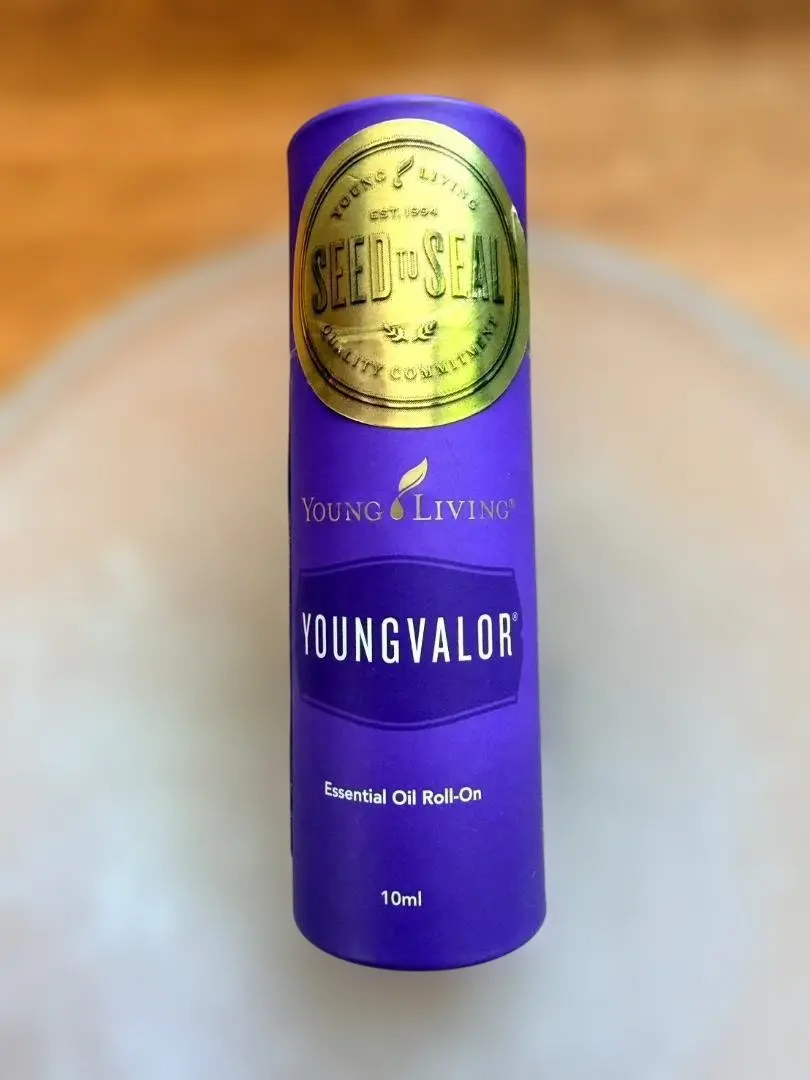 YOUNG LIVING
EST. 1994
SEED TO SEAL
QUALITY COMMITMENT
YOUNG LIVING®
YOUNGVALOR®
Essential Oil Roll-On
10ml